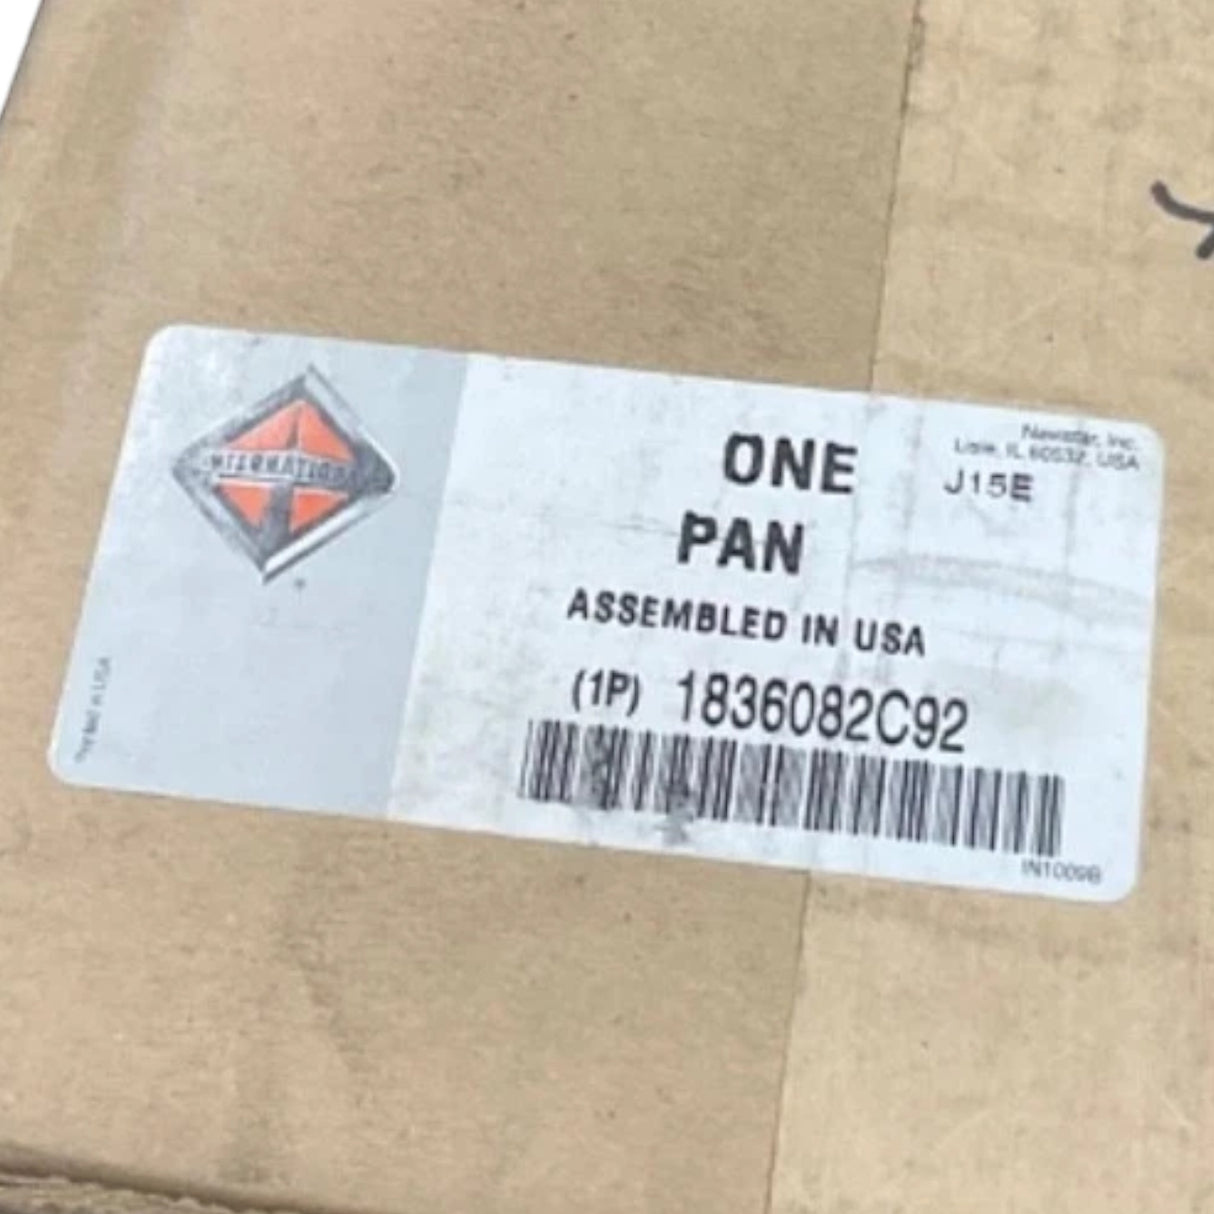 INTERNATIONAL
Navistar, Inc.
Lisle, IL 60532, USA
J15E
ONE
PAN
ASSEMBLED IN USA
(1P) 1836082C92
IN1009B